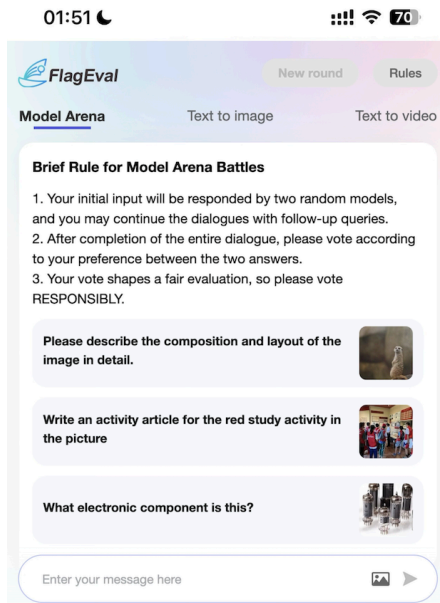 01:51
70
FlagEval
New round
Rules
Model Arena
Text to image
Text to video
Brief Rule for Model Arena Battles
1. Your initial input will be responded by two random models,
and you may continue the dialogues with follow-up queries.
2. After completion of the entire dialogue, please vote according
to your preference between the two answers.
3. Your vote shapes a fair evaluation, so please vote
RESPONSIBLY.
Please describe the composition and layout of the
image in detail.
Write an activity article for the red study activity in
the picture
What electronic component is this?
Enter your message here